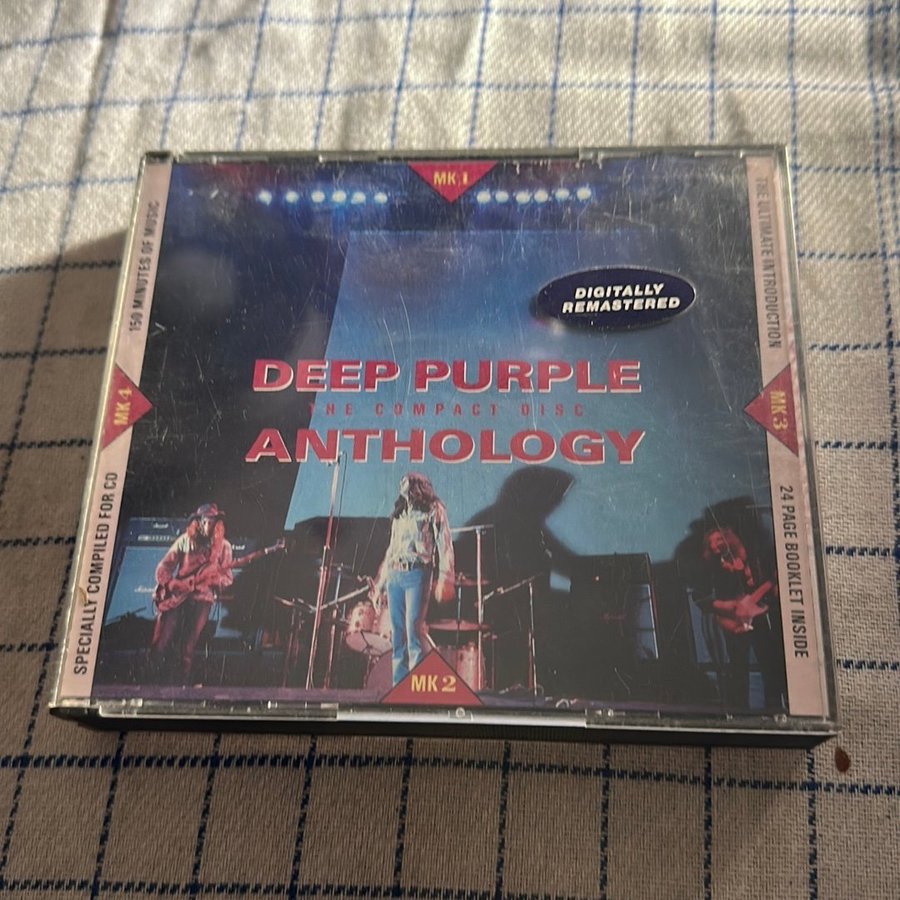 MK 1
DIGITALLY
REMASTERED
DEEP PURPLE
THE COMPACT DISC
ANTHOLOGY
MK 4
MK 3
MK 2
150 MINUTES OF MUSIC
SPECIALLY COMPILED FOR CD
THE ULTIMATE INTRODUCTION
24 PAGE BOOKLET INSIDE